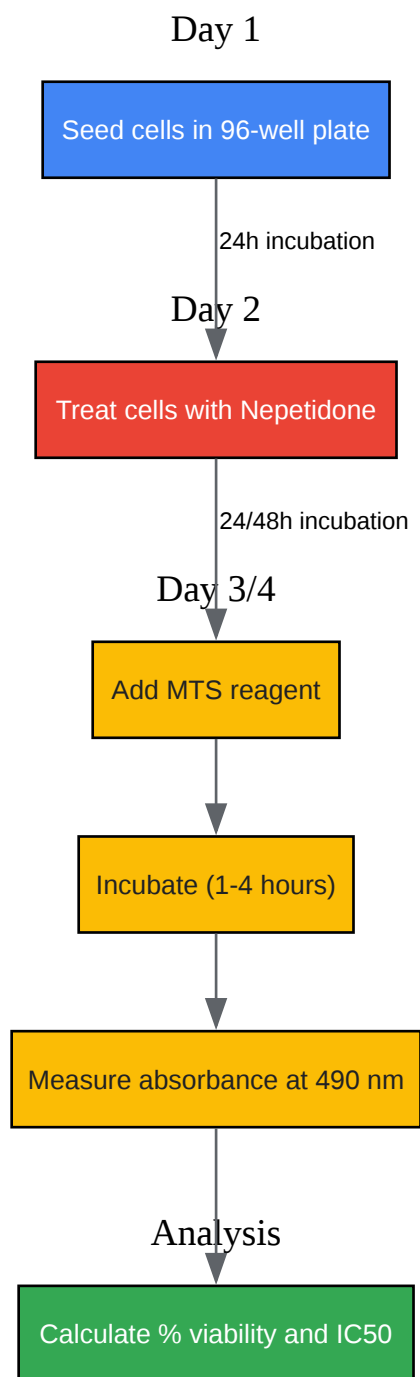 Day 1
Seed cells in 96-well plate
24h incubation
Day 2
Treat cells with Nepetidone
24/48h incubation
Day 3/4
Add MTS reagent
Incubate (1-4 hours)
Measure absorbance at 490 nm
Analysis
Calculate % viability and IC50